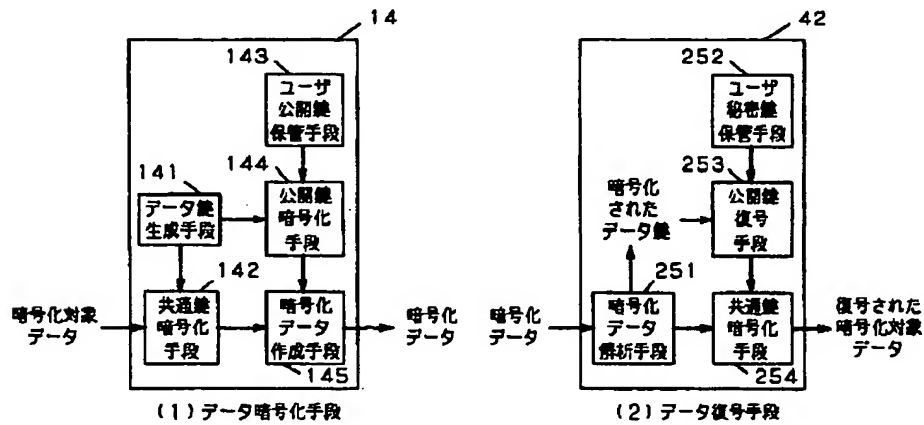 14
143
ユーザ
公開鍵
保管手段
144
公開鍵
暗号化
手段
141
データ鍵
生成手段
142
共通鍵
暗号化
手段
暗号化
データ
作成手段
145
暗号化対象
データ
暗号化
データ
(1)データ暗号化手段
42
252
ユーザ
秘密鍵
保管手段
253
公開鍵
復号
手段
暗号化
された
データ鍵
251
暗号化
データ
解析手段
共通鍵
暗号化
手段
254
暗号化
データ
復号された
暗号化対象
データ
(2)データ復号手段